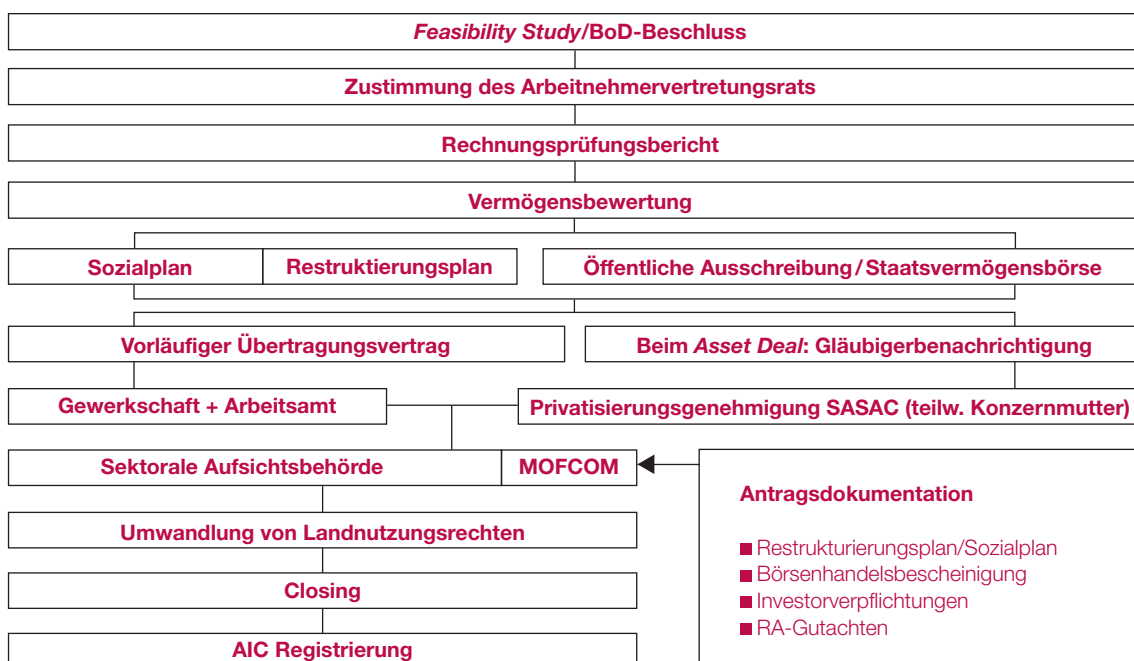 Feasibility Study/BoD-Beschluss
Zustimmung des Arbeitnehmervertretungsrats
Rechnungsprüfungsbericht
Vermögensbewertung
Sozialplan
Restruktierungsplan
Öffentliche Ausschreibung/Staatsvermögensbörse
Vorläufiger Übertragungsvertrag
Beim Asset Deal: Gläubigerbenachrichtigung
Gewerkschaft + Arbeitsamt
Privatisierungsgenehmigung SASAC (teilw. Konzernmutter)
Sektorale Aufsichtsbehörde
MOFCOM
Umwandlung von Landnutzungsrechten
Closing
AIC Registrierung
Antragsdokumentation
■ Restrukturierungsplan/Sozialplan
■ Börsenhandelsbescheinigung
■ Investorverpflichtungen
■ RA-Gutachten